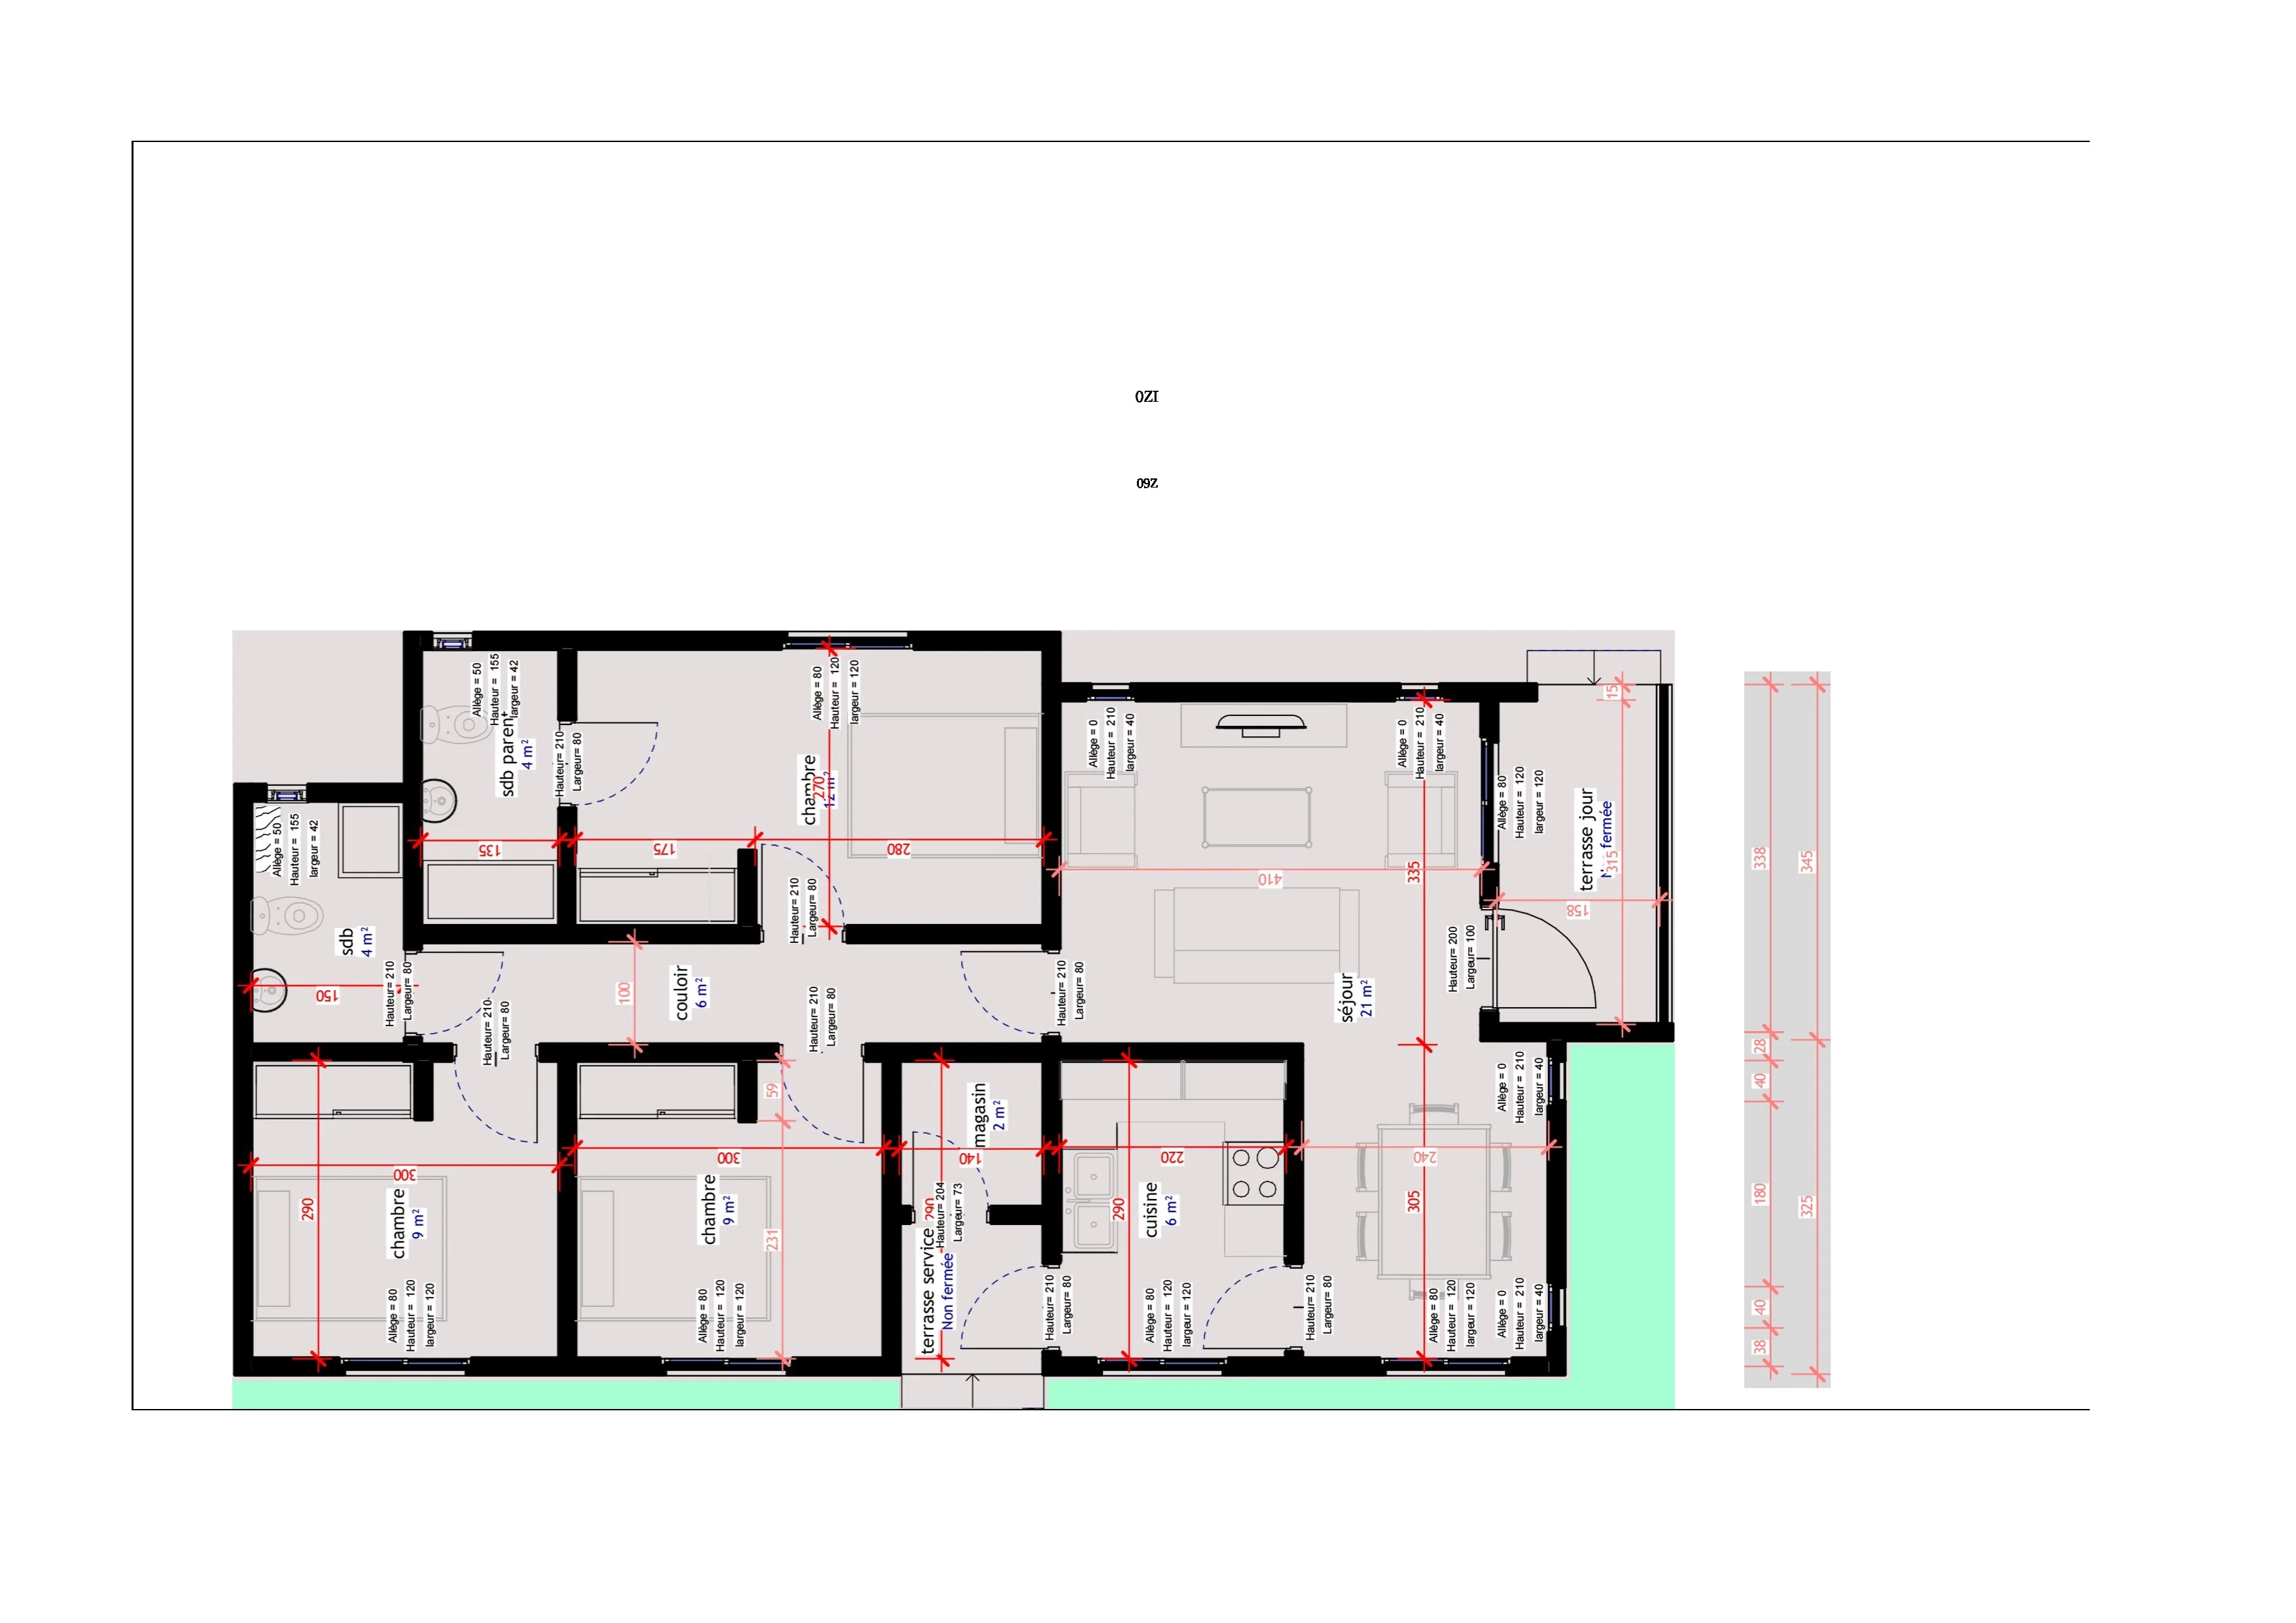 IZ0
Z60
sdb parent
4 m²
Allège = 50
Hauteur = 155
largeur = 42
Hauteur= 210
Largeur= 80
135
175
280
chambre
12 m²
270
Allège = 80
Hauteur = 120
largeur = 120
Hauteur= 210
Largeur= 80
sdb
4 m²
Allège = 50
Hauteur = 155
largeur = 42
150
Hauteur= 210
Largeur= 80
Hauteur= 210
Largeur= 80
couloir
6 m²
100
Hauteur= 210
Largeur= 80
Hauteur= 210
Largeur= 80
séjour
21 m²
Allège = 0
Hauteur = 210
largeur = 40
Allège = 0
Hauteur = 210
largeur = 40
410
335
Allège = 80
Hauteur = 120
largeur = 120
Hauteur= 200
Largeur= 100
terrasse jour
fermée
15
315
158
chambre
9 m²
290
300
Allège = 80
Hauteur = 120
largeur = 120
chambre
9 m²
300
59
231
Allège = 80
Hauteur = 120
largeur = 120
magasin
2 m²
140
290
Hauteur= 204
Largeur= 73
terrasse service
Non fermée
Hauteur= 210
Largeur= 80
cuisine
6 m²
290
220
Allège = 80
Hauteur = 120
largeur = 120
Hauteur= 210
Largeur= 80
240
305
Allège = 0
Hauteur = 210
largeur = 40
Allège = 80
Hauteur = 120
largeur = 120
Allège = 0
Hauteur = 210
largeur = 40
338
28
40
180
40
38
345
325